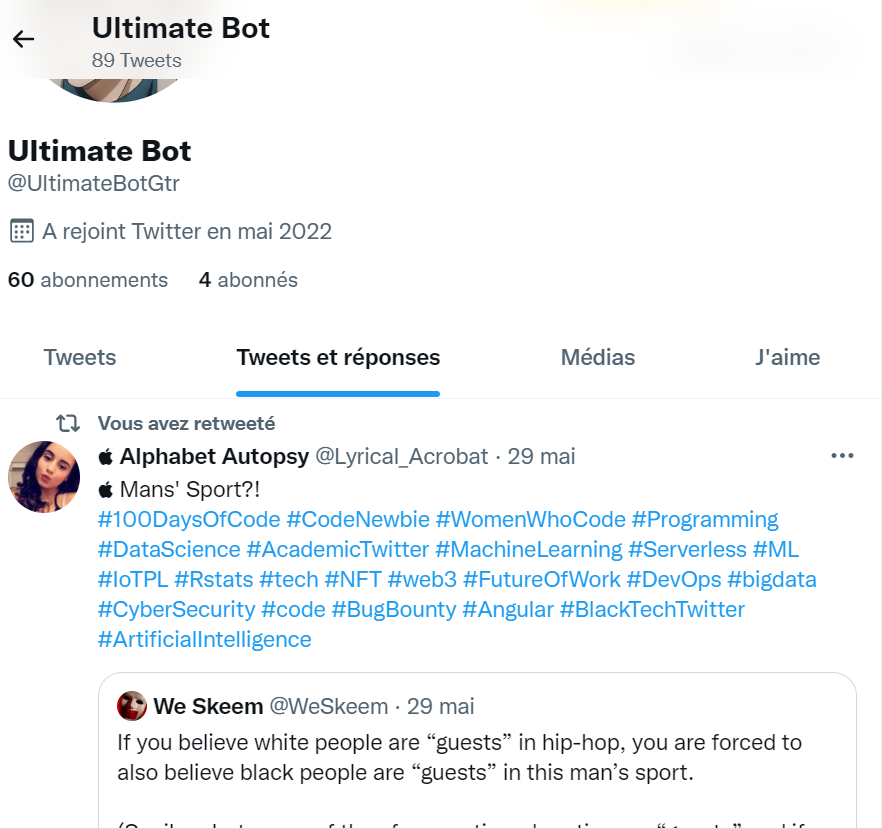 Ultimate Bot
89 Tweets
Ultimate Bot
@UltimateBotGtr
A rejoint Twitter en mai 2022
60 abonnements 4 abonnés
Tweets Tweets et réponses Médias J'aime
Vous avez retweeté
Alphabet Autopsy @Lyrical_Acrobat · 29 mai
Mans' Sport?!
#100DaysOfCode #CodeNewbie #WomenWhoCode #Programming
#DataScience #AcademicTwitter #MachineLearning #Serverless #ML
#IoTPL #Rstats #tech #NFT #web3 #FutureOfWork #DevOps #bigdata
#CyberSecurity #code #BugBounty #Angular #BlackTechTwitter
#ArtificialIntelligence
We Skeem @WeSkeem · 29 mai
If you believe white people are “guests” in hip-hop, you are forced to
also believe black people are “guests” in this man’s sport.